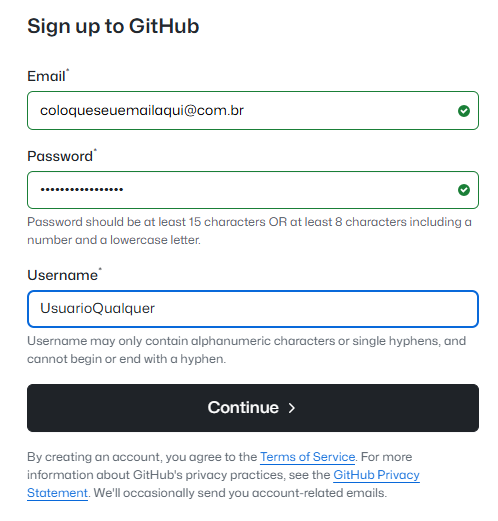 Sign up to GitHub
Email*
coloqueseuemailaqui@com.br
Password*
•••••••••••••••••
Password should be at least 15 characters OR at least 8 characters including a
number and a lowercase letter.
Username*
UsuarioQualquer
Username may only contain alphanumeric characters or single hyphens, and
cannot begin or end with a hyphen.
Continue >
By creating an account, you agree to the Terms of Service. For more
information about GitHub's privacy practices, see the GitHub Privacy
Statement. We'll occasionally send you account-related emails.